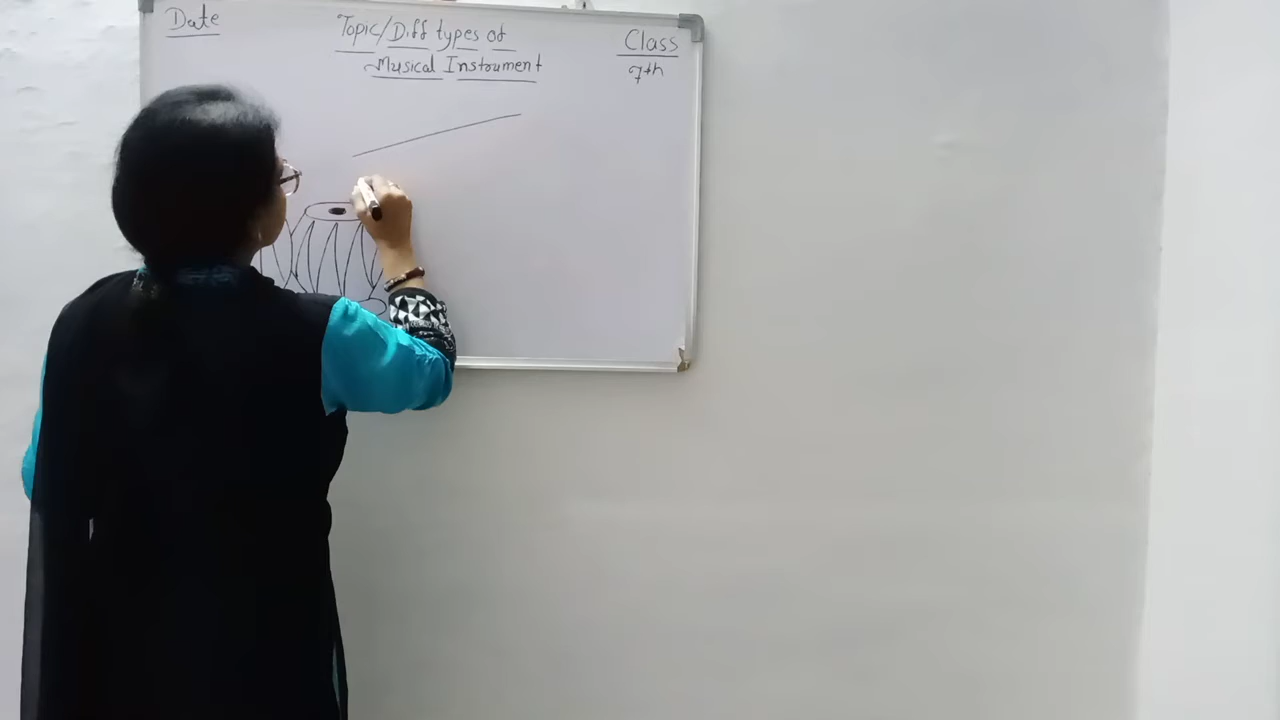 Date
Topic/Diff types of
Musical Instrument
Class
7th